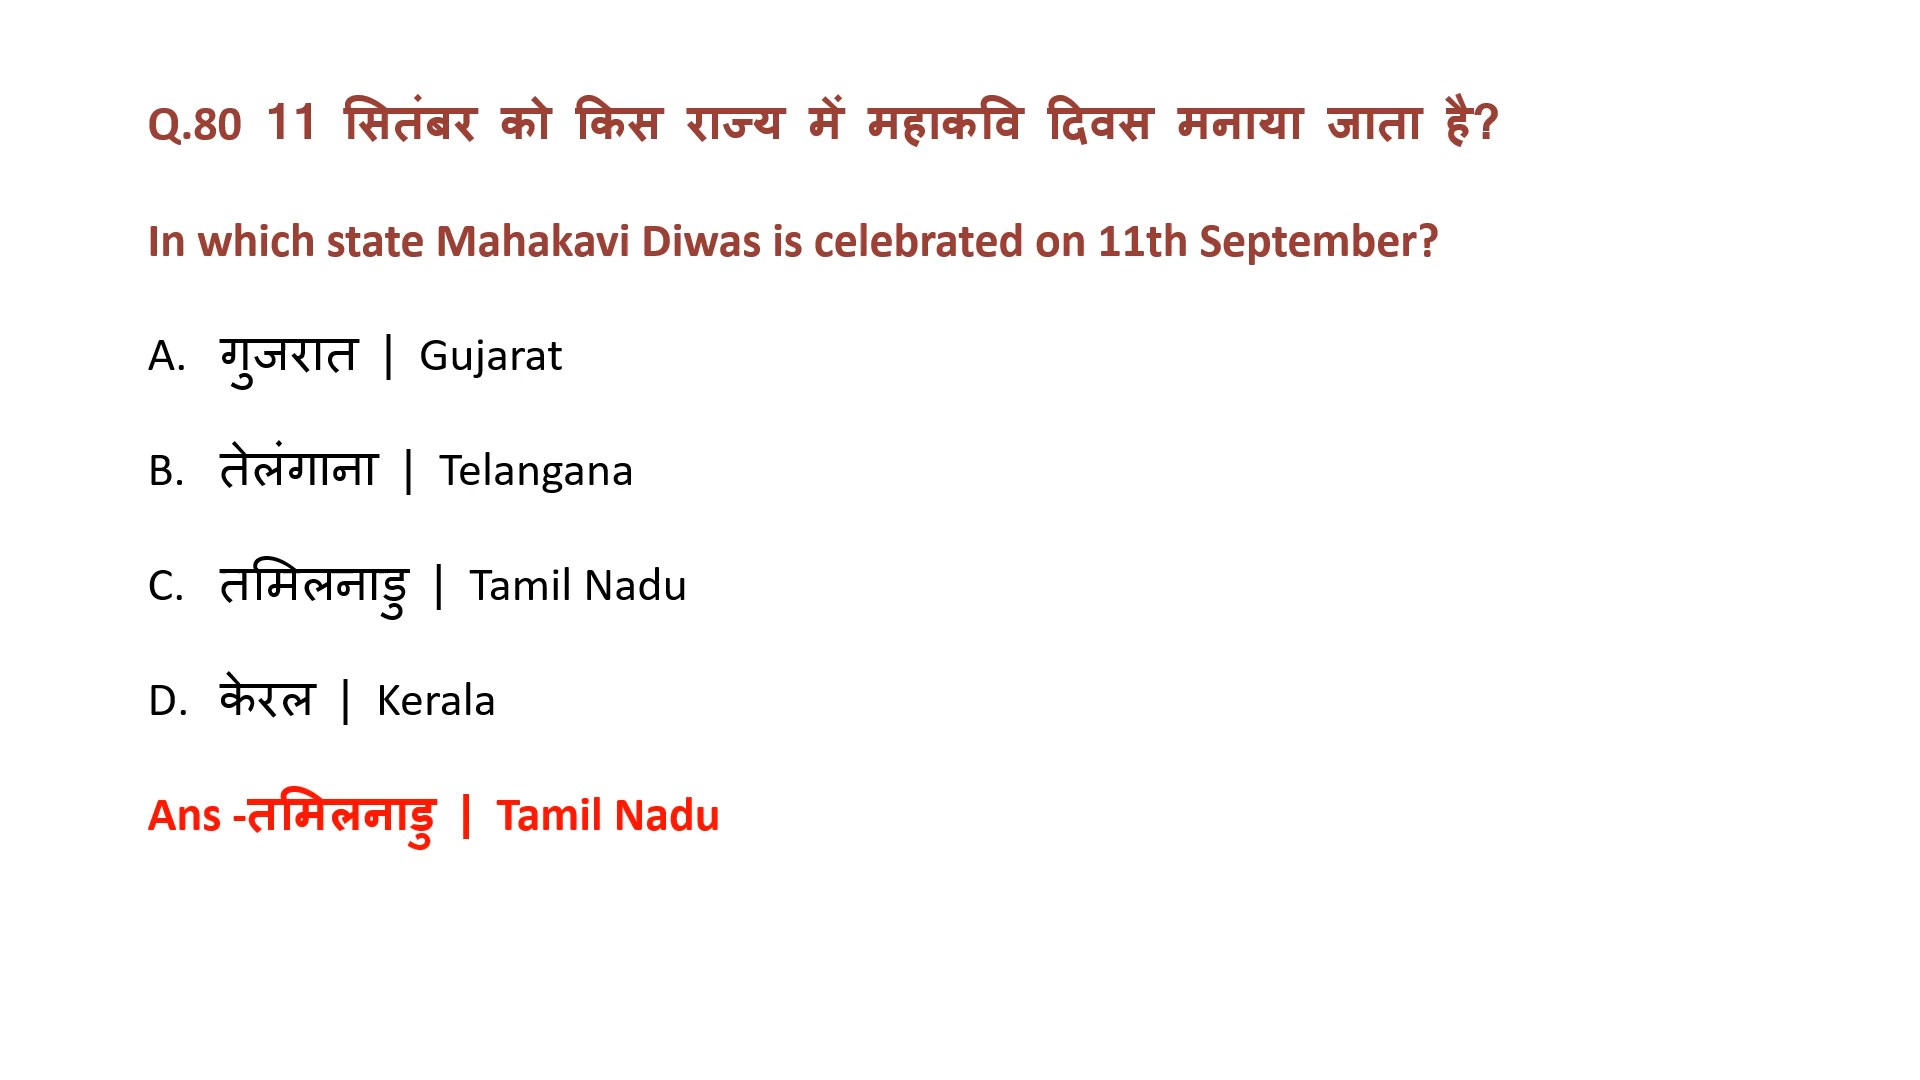 Q.80 11 सितंबर को किस राज्य में महाकवि दिवस मनाया जाता है?
In which state Mahakavi Diwas is celebrated on 11th September?
A. गुजरात | Gujarat
B. तेलंगाना | Telangana
C. तमिलनाडु | Tamil Nadu
D. केरल | Kerala
Ans -तमिलनाडु | Tamil Nadu